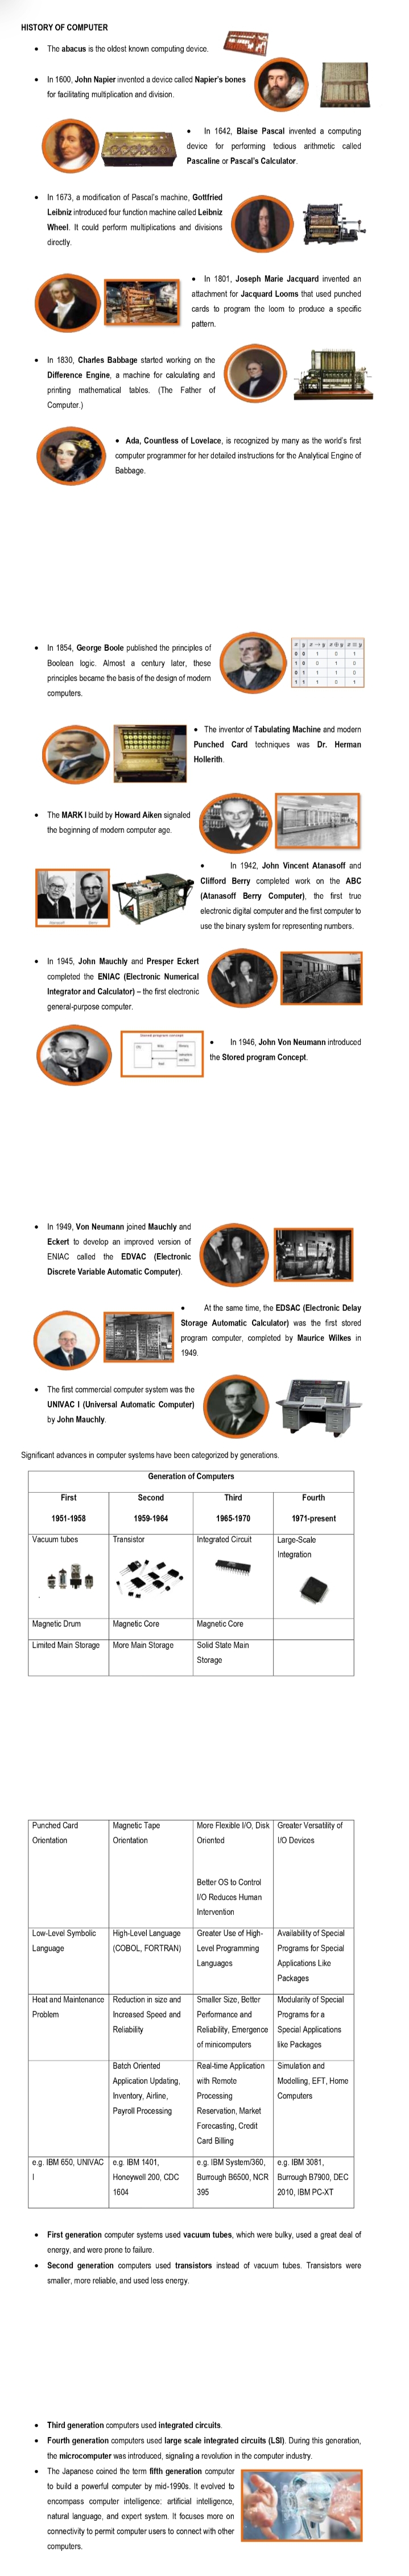 HISTORY OF COMPUTER
• The abacus is the oldest known computing device.
• In 1600, John Napier invented a device called Napier's bones
for facilitating multiplication and division.
• In 1642, Blaise Pascal invented a computing
device for performing tedious arithmetic called
Pascaline or Pascal's Calculator.
• In 1673, a modification of Pascal's machine, Gottfried
Leibniz introduced four function machine called Leibniz
Wheel. It could perform multiplications and divisions
directly.
• In 1801, Joseph Marie Jacquard invented an
attachment for Jacquard Looms that used punched
cards to program the loom to produce a specific
pattern.
• In 1830, Charles Babbage started working on the
Difference Engine, a machine for calculating and
printing mathematical tables. (The Father of
Computer.)
• Ada, Countless of Lovelace, is recognized by many as the world's first
computer programmer for her detailed instructions for the Analytical Engine of
Babbage.
• In 1854, George Boole published the principles of
Boolean logic. Almost a century later, these
principles became the basis of the design of modern
computers.
• The inventor of Tabulating Machine and modern
Punched Card techniques was Dr. Herman
Hollerith.
• The MARK I build by Howard Aiken signaled
the beginning of modern computer age.
• In 1942, John Vincent Atanasoff and
Clifford Berry completed work on the ABC
(Atanasoff Berry Computer), the first true
electronic digital computer and the first computer to
use the binary system for representing numbers.
• In 1945, John Mauchly and Presper Eckert
completed the ENIAC (Electronic Numerical
Integrator and Calculator) – the first electronic
general-purpose computer.
• In 1946, John Von Neumann introduced
the Stored program Concept.
• In 1949, Von Neumann joined Mauchly and
Eckert to develop an improved version of
ENIAC called the EDVAC (Electronic
Discrete Variable Automatic Computer).
• At the same time, the EDSAC (Electronic Delay
Storage Automatic Calculator) was the first stored
program computer, completed by Maurice Wilkes in
1949.
• The first commercial computer system was the
UNIVAC I (Universal Automatic Computer)
by John Mauchly.
Significant advances in computer systems have been categorized by generations.
Generation of Computers
First Second Third Fourth
1951-1958 1959-1964 1965-1970 1971-present
Vacuum tubes Transistor Integrated Circuit Large-Scale
Integration
Magnetic Drum Magnetic Core Magnetic Core
Limited Main Storage More Main Storage Solid State Main
Storage
Punched Card Magnetic Tape More Flexible I/O, Disk Greater Versatility of
Orientation Orientation Oriented I/O Devices
Better OS to Control
I/O Reduces Human
Intervention
Low-Level Symbolic High-Level Language Greater Use of High- Availability of Special
Language (COBOL, FORTRAN) Level Programming Programs for Special
Languages Applications Like
Packages
Heat and Maintenance Reduction in size and Smaller Size, Better Modularity of Special
Problem Increased Speed and Performance and Programs for a
Reliability Reliability, Emergence Special Applications
of minicomputers like Packages
Batch Oriented Real-time Application Simulation and
Application Updating, with Remote Modelling, EFT, Home
Inventory, Airline, Processing Computers
Payroll Processing Reservation, Market
Forecasting, Credit
Card Billing
e.g. IBM 650, UNIVAC e.g. IBM 1401, e.g. IBM System/360, e.g. IBM 3081,
I Honeywell 200, CDC Burrough B6500, NCR Burrough B7900, DEC
1604 395 2010, IBM PC-XT
• First generation computer systems used vacuum tubes, which were bulky, used a great deal of
energy, and were prone to failure.
• Second generation computers used transistors instead of vacuum tubes. Transistors were
smaller, more reliable, and used less energy.
• Third generation computers used integrated circuits.
• Fourth generation computers used large scale integrated circuits (LSI). During this generation,
the microcomputer was introduced, signaling a revolution in the computer industry.
• The Japanese coined the term fifth generation computer
to build a powerful computer by mid-1990s. It evolved to
encompass computer intelligence: artificial intelligence,
natural language, and expert system. It focuses more on
connectivity to permit computer users to connect with other
computers.